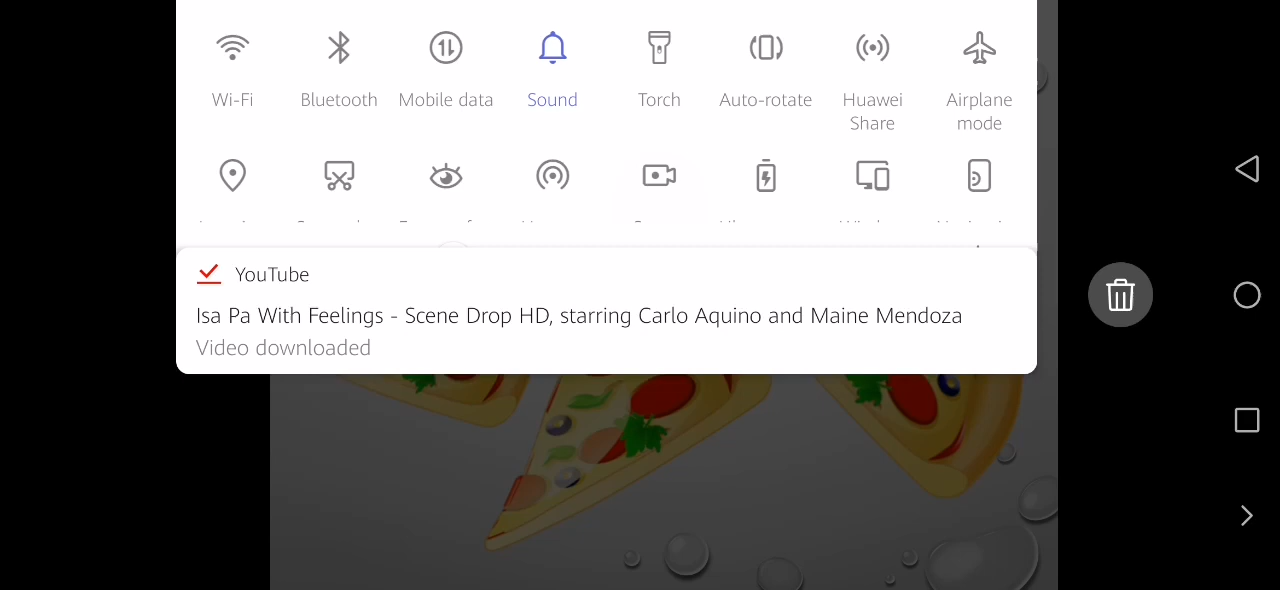 Wi-Fi Bluetooth Mobile data Sound Torch Auto-rotate Huawei Share Airplane mode
YouTube
Isa Pa With Feelings - Scene Drop HD, starring Carlo Aquino and Maine Mendoza
Video downloaded